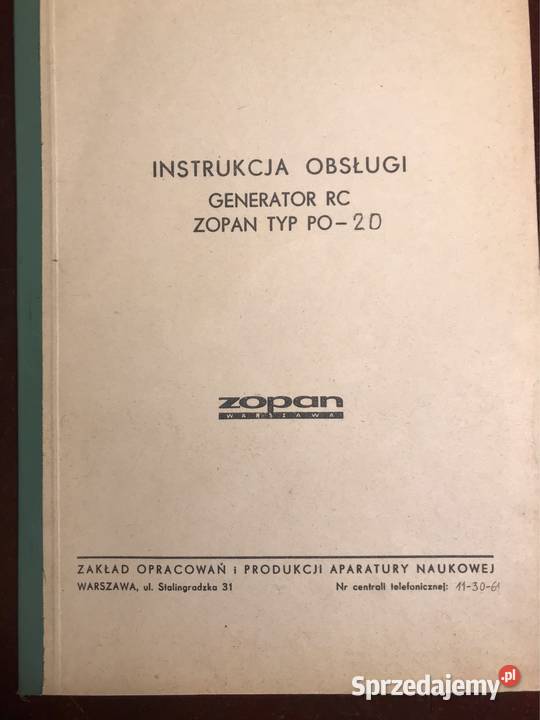 INSTRUKCJA OBSŁUGI
GENERATOR RC
ZOPAN TYP PO-20
zopan
WARSZAWA
ZAKŁAD OPRACOWAŃ i PRODUKCJI APARATURY NAUKOWEJ
WARSZAWA, ul. Stalingradzka 31 Nr centrali telefonicznej: 11-30-61
Sprzedajemy.pl